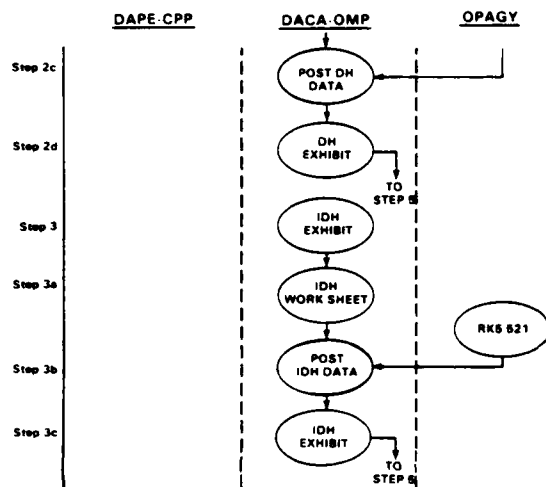 DAPE-CPP DACA-OMP OPAGY
Step 2c
POST DH
DATA
Step 2d
DH
EXHIBIT
TO
STEP 5
Step 3
IDH
EXHIBIT
Step 3a
IDH
WORK SHEET
RKS 521
Step 3b
POST
IDH DATA
Step 3c
IDH
EXHIBIT
TO
STEP 5